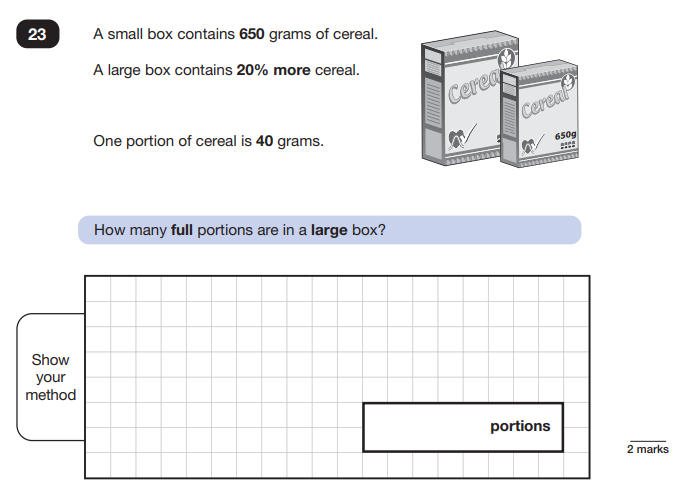 23
A small box contains 650 grams of cereal.
A large box contains 20% more cereal.
One portion of cereal is 40 grams.
Cereal
Cereal
650g
How many full portions are in a large box?
Show
your
method
portions
2 marks